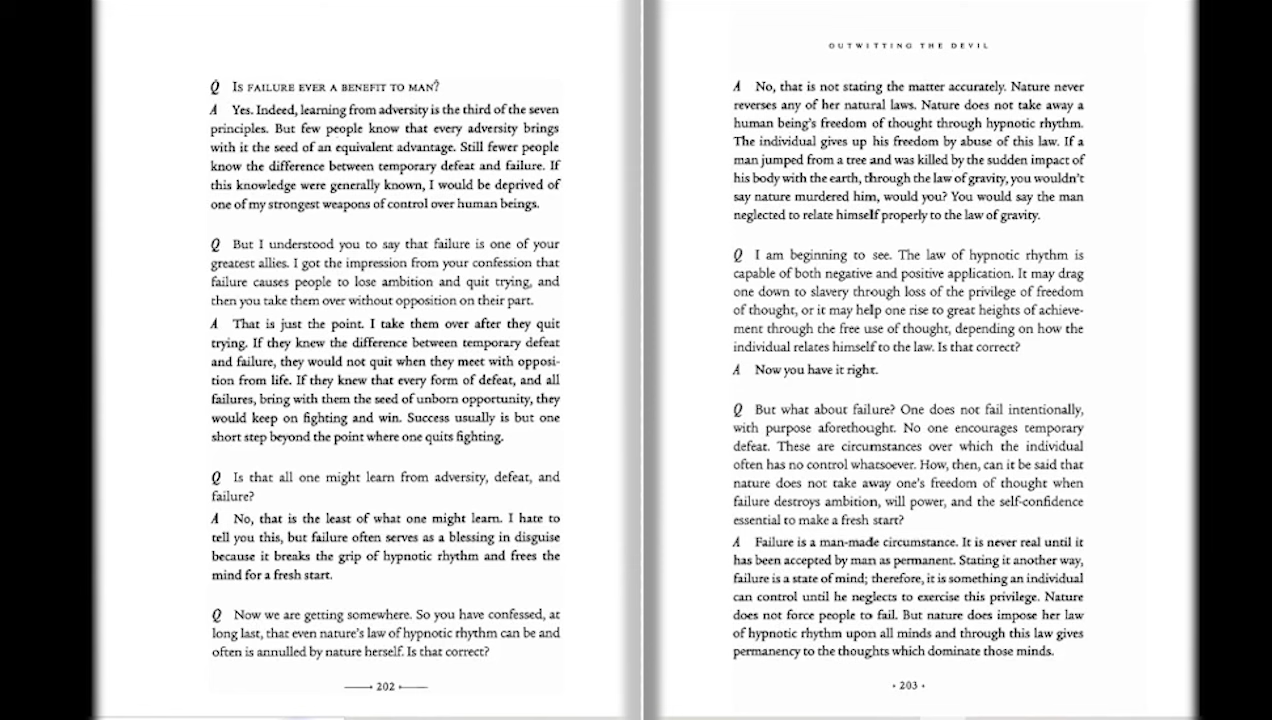 Q Is failure ever a benefit to man?
A Yes. Indeed, learning from adversity is the third of the seven
principles. But few people know that every adversity brings
with it the seed of an equivalent advantage. Still fewer people
know the difference between temporary defeat and failure. If
this knowledge were generally known, I would be deprived of
one of my strongest weapons of control over human beings.
Q But I understood you to say that failure is one of your
greatest allies. I got the impression from your confession that
failure causes people to lose ambition and quit trying, and
then you take them over without opposition on their part.
A That is just the point. I take them over after they quit
trying. If they knew the difference between temporary defeat
and failure, they would not quit when they meet with opposi-
tion from life. If they knew that every form of defeat, and all
failures, bring with them the seed of unborn opportunity, they
would keep on fighting and win. Success usually is but one
short step beyond the point where one quits fighting.
Q Is that all one might learn from adversity, defeat, and
failure?
A No, that is the least of what one might learn. I hate to
tell you this, but failure often serves as a blessing in disguise
because it breaks the grip of hypnotic rhythm and frees the
mind for a fresh start.
Q Now we are getting somewhere. So you have confessed, at
long last, that even nature's law of hypnotic rhythm can be and
often is annulled by nature herself. Is that correct?
202
OUTWITTING THE DEVIL
A No, that is not stating the matter accurately. Nature never
reverses any of her natural laws. Nature does not take away a
human being's freedom of thought through hypnotic rhythm.
The individual gives up his freedom by abuse of this law. If a
man jumped from a tree and was killed by the sudden impact of
his body with the earth, through the law of gravity, you wouldn't
say nature murdered him, would you? You would say the man
neglected to relate himself properly to the law of gravity.
Q I am beginning to see. The law of hypnotic rhythm is
capable of both negative and positive application. It may drag
one down to slavery through loss of the privilege of freedom
of thought, or it may help one rise to great heights of achieve-
ment through the free use of thought, depending on how the
individual relates himself to the law. Is that correct?
A Now you have it right.
Q But what about failure? One does not fail intentionally,
with purpose aforethought. No one encourages temporary
defeat. These are circumstances over which the individual
often has no control whatsoever. How, then, can it be said that
nature does not take away one's freedom of thought when
failure destroys ambition, will power, and the self-confidence
essential to make a fresh start?
A Failure is a man-made circumstance. It is never real until it
has been accepted by man as permanent. Stating it another way,
failure is a state of mind; therefore, it is something an individual
can control until he neglects to exercise this privilege. Nature
does not force people to fail. But nature does impose her law
of hypnotic rhythm upon all minds and through this law gives
permanency to the thoughts which dominate those minds.
• 203 •